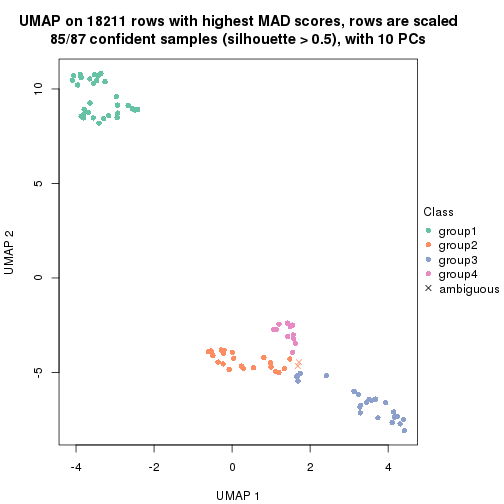 UMAP on 18211 rows with highest MAD scores, rows are scaled
85/87 confident samples (silhouette > 0.5), with 10 PCs
10
5
0
-5
UMAP 2
-4
-2
0
2
4
UMAP 1
Class
group1
group2
group3
group4
ambiguous